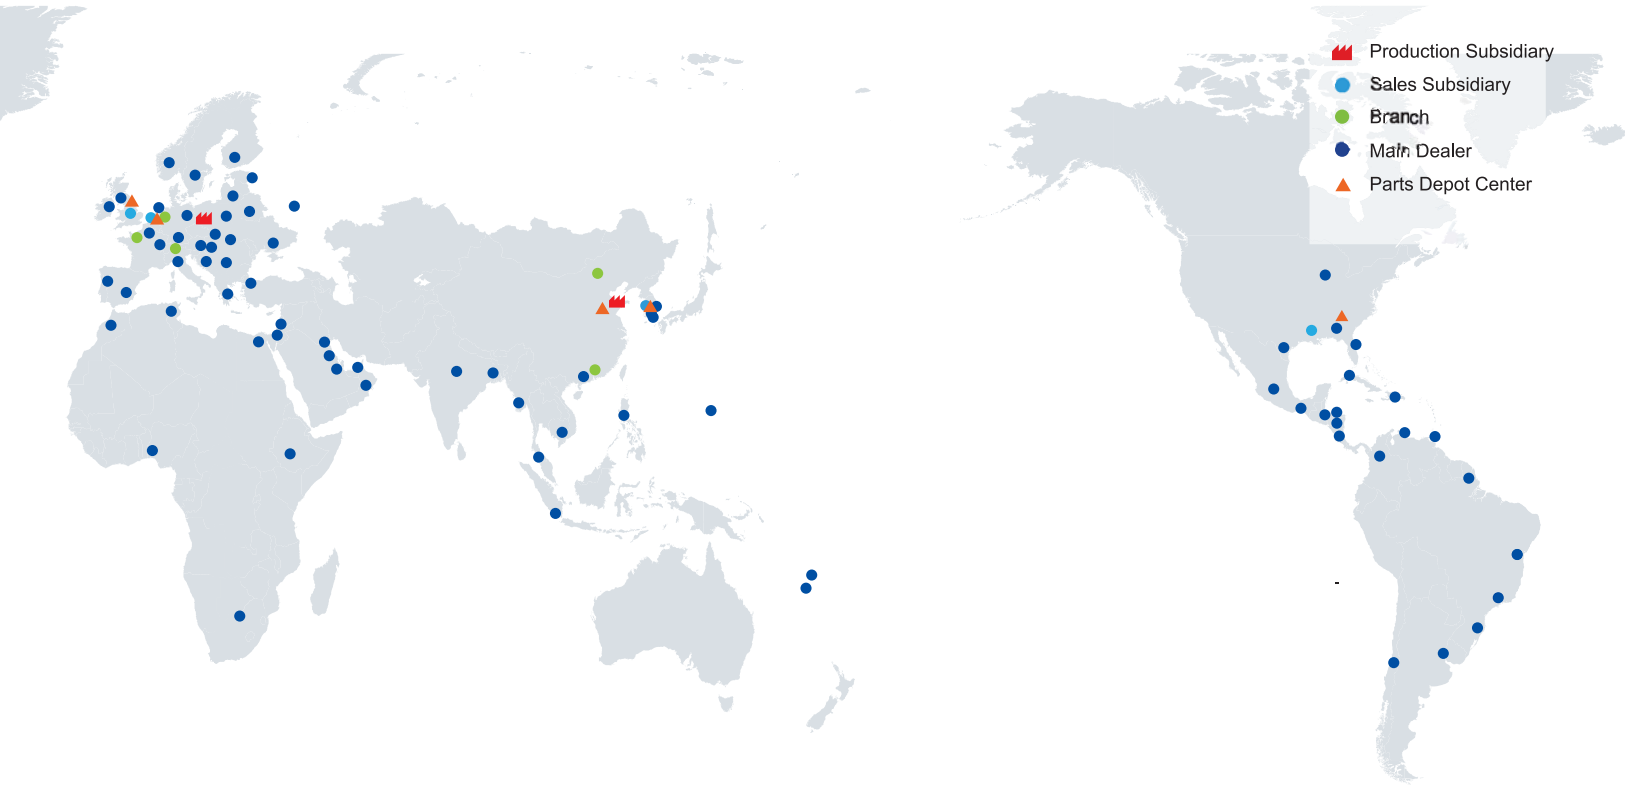 Production Subsidiary
Sales Subsidiary
Branch
Main Dealer
Parts Depot Center